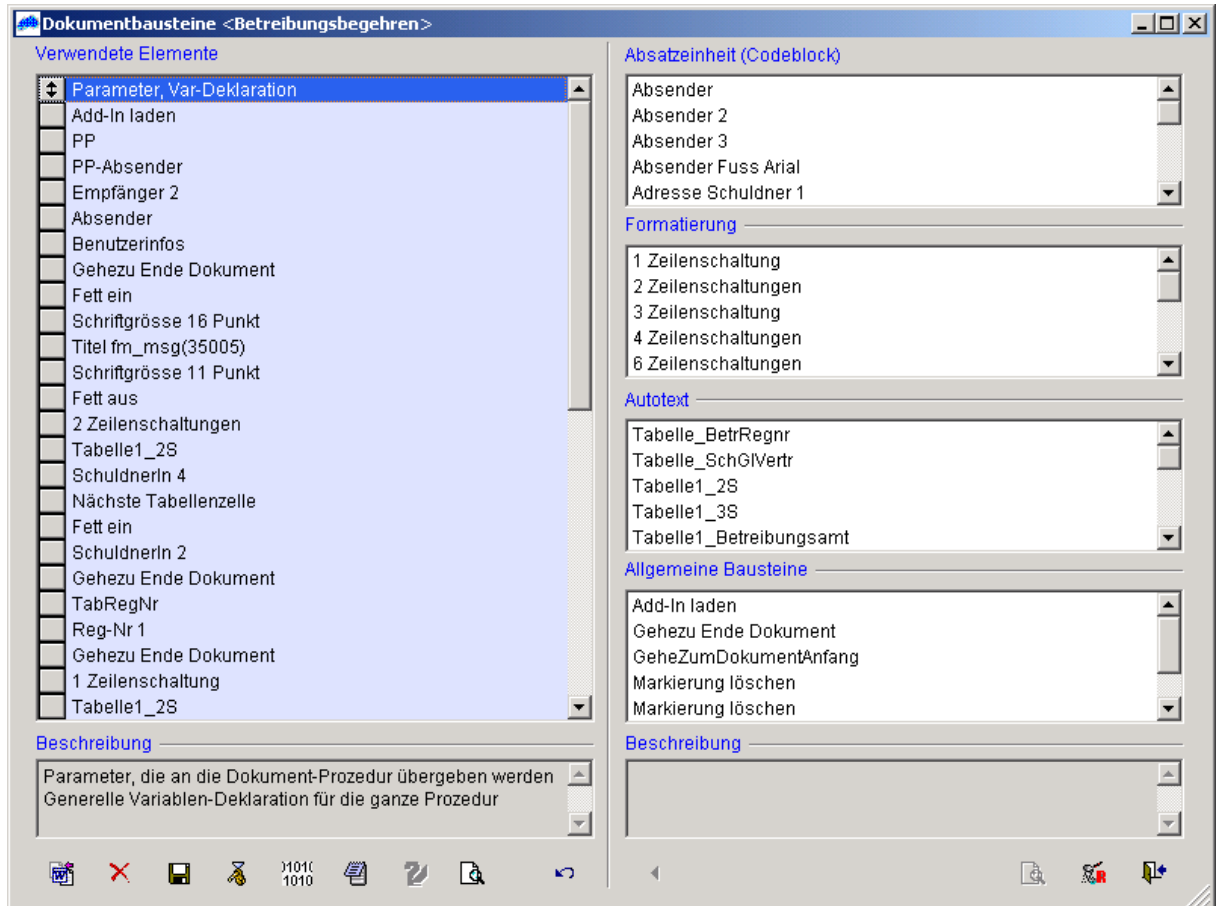 Dokumentbausteine <Betreibungsbegehren>
Verwendete Elemente
Parameter, Var-Deklaration
Add-In laden
PP
PP-Absender
Empfänger 2
Absender
Benutzerinfos
Gehezu Ende Dokument
Fett ein
Schriftgrösse 16 Punkt
Titel fm_msg(35005)
Schriftgrösse 11 Punkt
Fett aus
2 Zeilenschaltungen
Tabelle1_2S
SchuldnerIn 4
Nächste Tabellenzelle
Fett ein
SchuldnerIn 2
Gehezu Ende Dokument
TabRegNr
Reg-Nr 1
Gehezu Ende Dokument
1 Zeilenschaltung
Tabelle1_2S
Beschreibung
Parameter, die an die Dokument-Prozedur übergeben werden
Generelle Variablen-Deklaration für die ganze Prozedur
Absatzeinheit (Codeblock)
Absender
Absender 2
Absender 3
Absender Fuss Arial
Adresse Schuldner 1
Formatierung
1 Zeilenschaltung
2 Zeilenschaltungen
3 Zeilenschaltung
4 Zeilenschaltungen
6 Zeilenschaltungen
Autotext
Tabelle_BetrRegnr
Tabelle_SchGlVertr
Tabelle1_2S
Tabelle1_3S
Tabelle1_Betreibungsamt
Allgemeine Bausteine
Add-In laden
Gehezu Ende Dokument
GeheZumDokumentAnfang
Markierung löschen
Markierung löschen
Beschreibung